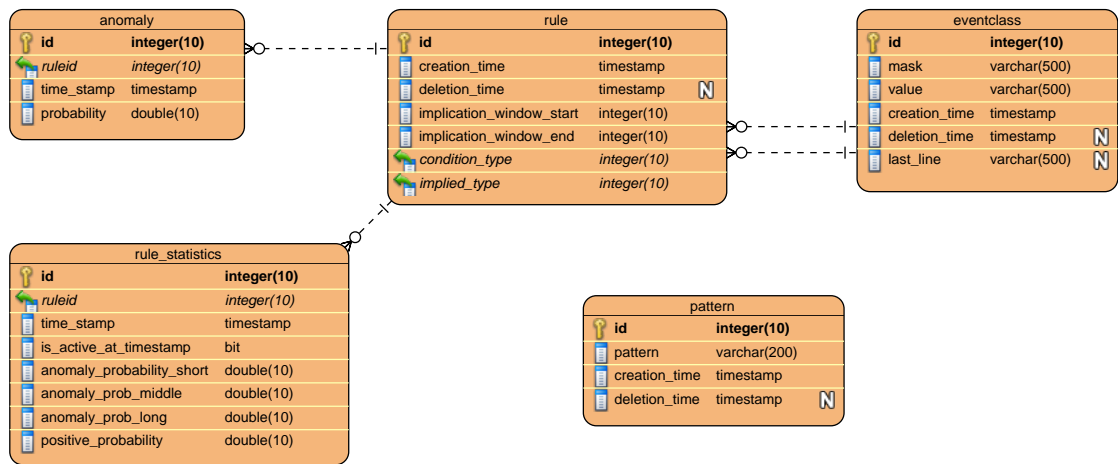 anomaly
id integer(10)
ruleid integer(10)
time_stamp timestamp
probability double(10)
rule
id integer(10)
creation_time timestamp
deletion_time timestamp N
implication_window_start integer(10)
implication_window_end integer(10)
condition_type integer(10)
implied_type integer(10)
eventclass
id integer(10)
mask varchar(500)
value varchar(500)
creation_time timestamp
deletion_time timestamp N
last_line varchar(500) N
rule_statistics
id integer(10)
ruleid integer(10)
time_stamp timestamp
is_active_at_timestamp bit
anomaly_probability_short double(10)
anomaly_prob_middle double(10)
anomaly_prob_long double(10)
positive_probability double(10)
pattern
id integer(10)
pattern varchar(200)
creation_time timestamp
deletion_time timestamp N